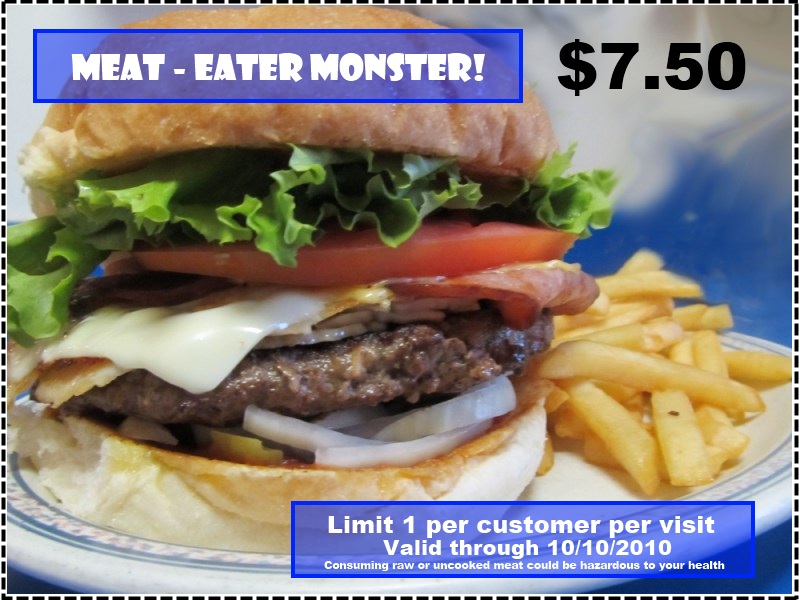 MEAT - EATER MONSTER!
$7.50
Limit 1 per customer per visit
Valid through 10/10/2010
Consuming raw or uncooked meat could be hazardous to your health